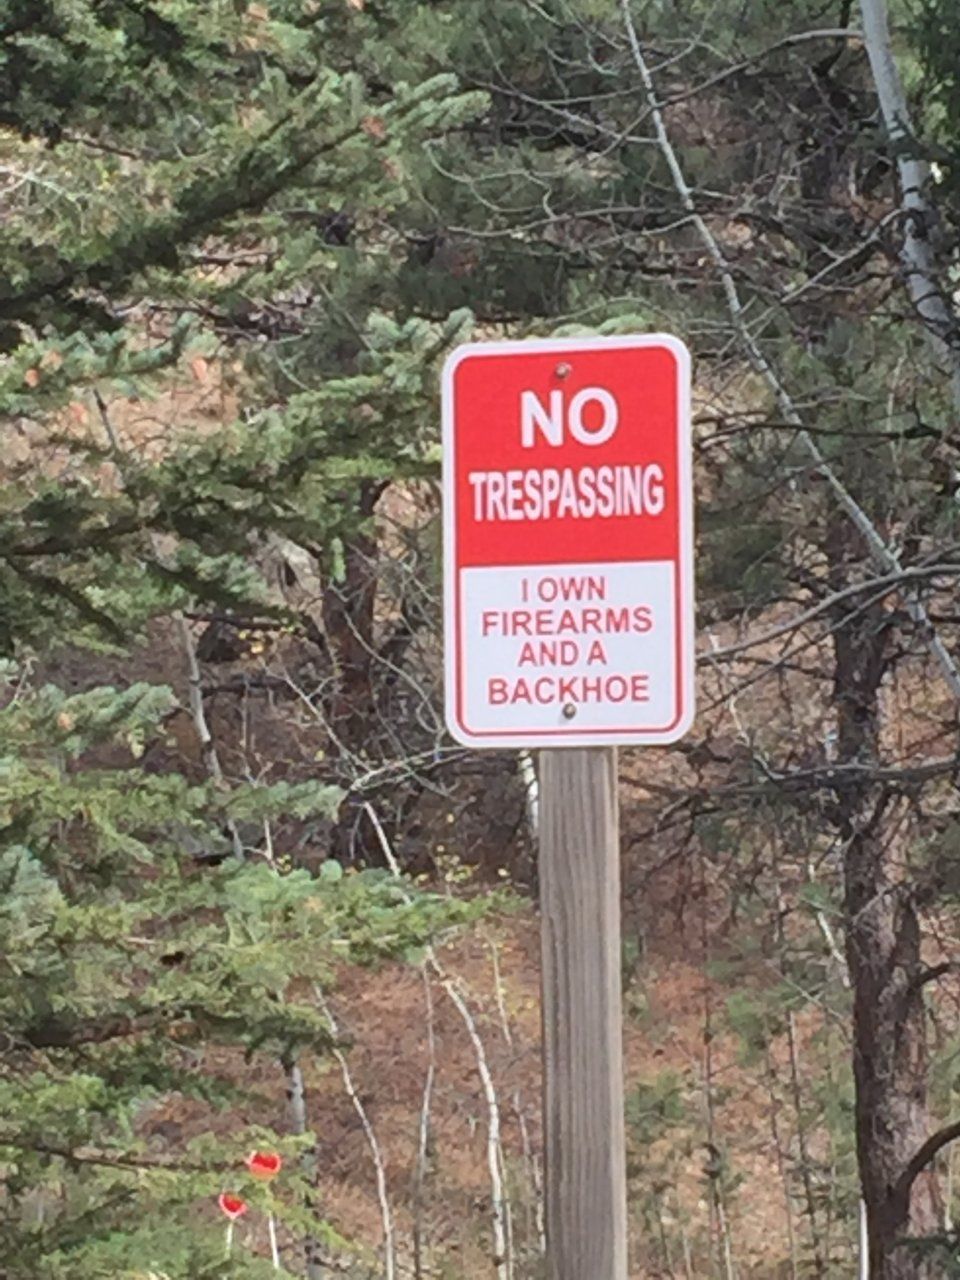 NO
TRESPASSING
I OWN
FIREARMS
AND A
BACKHOE